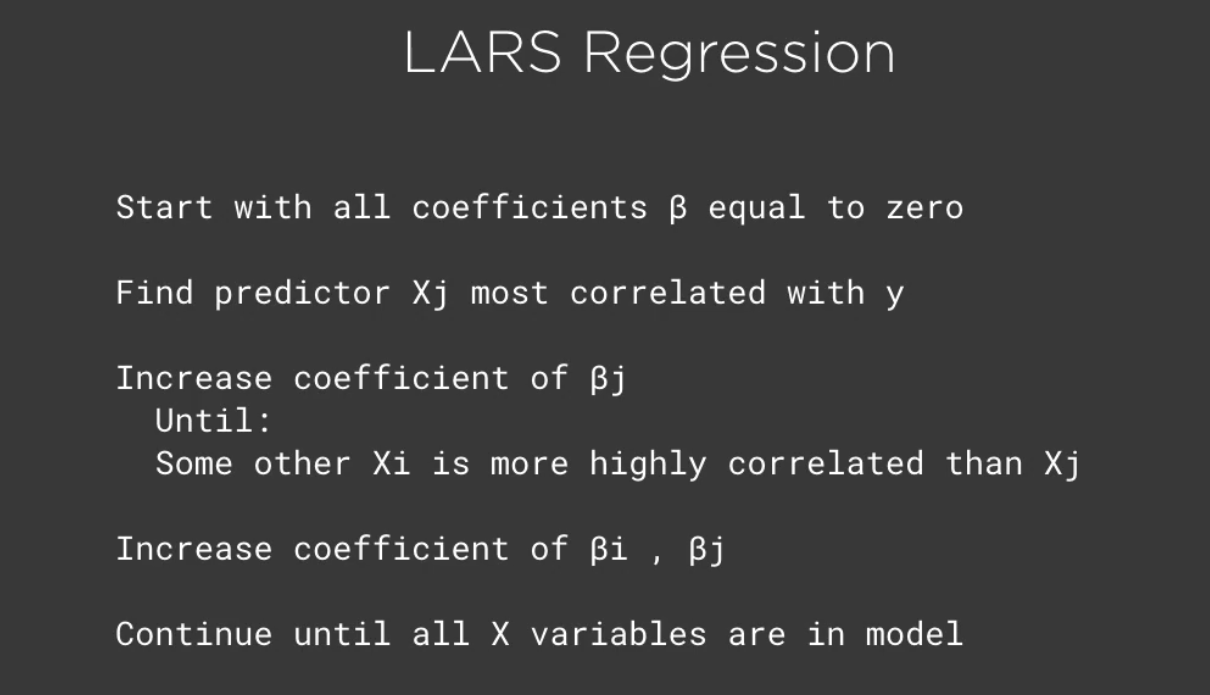 LARS Regression
Start with all coefficients β equal to zero
Find predictor Xj most correlated with y
Increase coefficient of βj
Until:
Some other Xi is more highly correlated than Xj
Increase coefficient of βi , βj
Continue until all X variables are in model